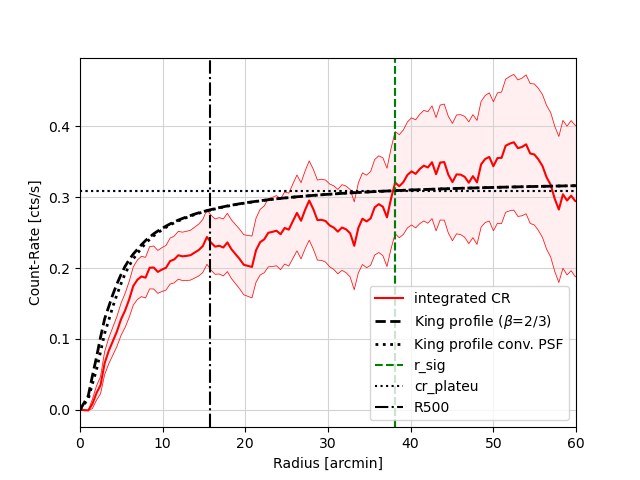 0.4
0.3
0.2
0.1
0.0
Count-Rate [cts/s]
integrated CR
King profile (β=2/3)
King profile conv. PSF
r_sig
cr_plateu
R500
0 10 20 30 40 50 60
Radius [arcmin]